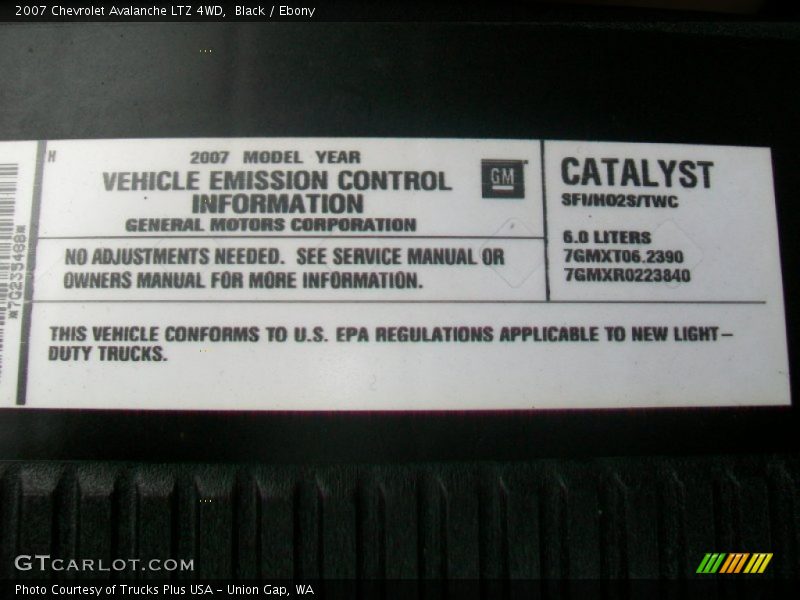 2007 Chevrolet Avalanche LTZ 4WD, Black / Ebony
H
2007 MODEL YEAR
VEHICLE EMISSION CONTROL
INFORMATION
GENERAL MOTORS CORPORATION
GM
CATALYST
SFI/HO2S/TWC
6.0 LITERS
7GMXT06.2390
7GMXR0223840
NO ADJUSTMENTS NEEDED. SEE SERVICE MANUAL OR
OWNERS MANUAL FOR MORE INFORMATION.
THIS VEHICLE CONFORMS TO U.S. EPA REGULATIONS APPLICABLE TO NEW LIGHT-
DUTY TRUCKS.
*7G235488*
GTCARLOT.COM
Photo Courtesy of Trucks Plus USA - Union Gap, WA